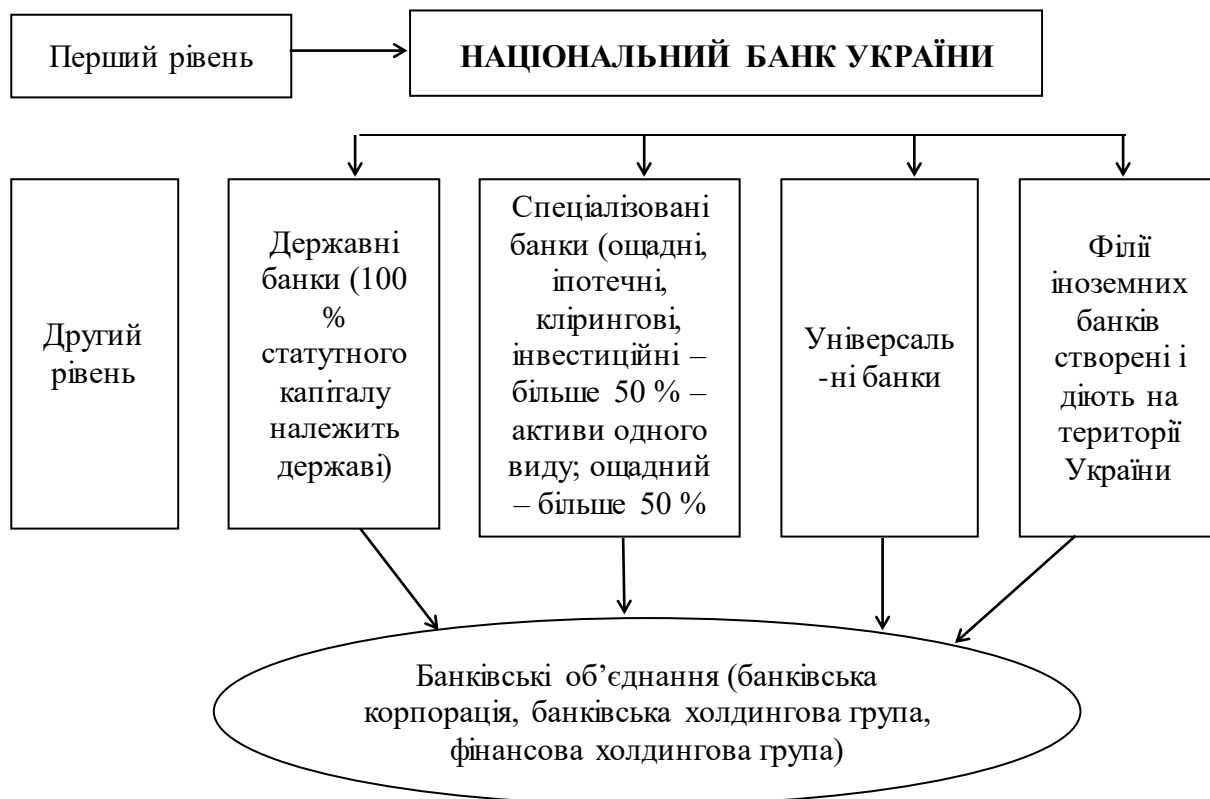 Перший рівень
НАЦІОНАЛЬНИЙ БАНК УКРАЇНИ
Другий
рівень
Державні
банки (100
%
статутного
капіталу
належить
державі)
Спеціалізовані
банки (ощадні,
іпотечні,
клірингові,
інвестиційні –
більше 50 % –
активи одного
виду; ощадний
– більше 50 %
Універсаль
-ні банки
Філії
іноземних
банків
створені і
діють на
території
України
Банківські об’єднання (банківська
корпорація, банківська холдингова група,
фінансова холдингова група)